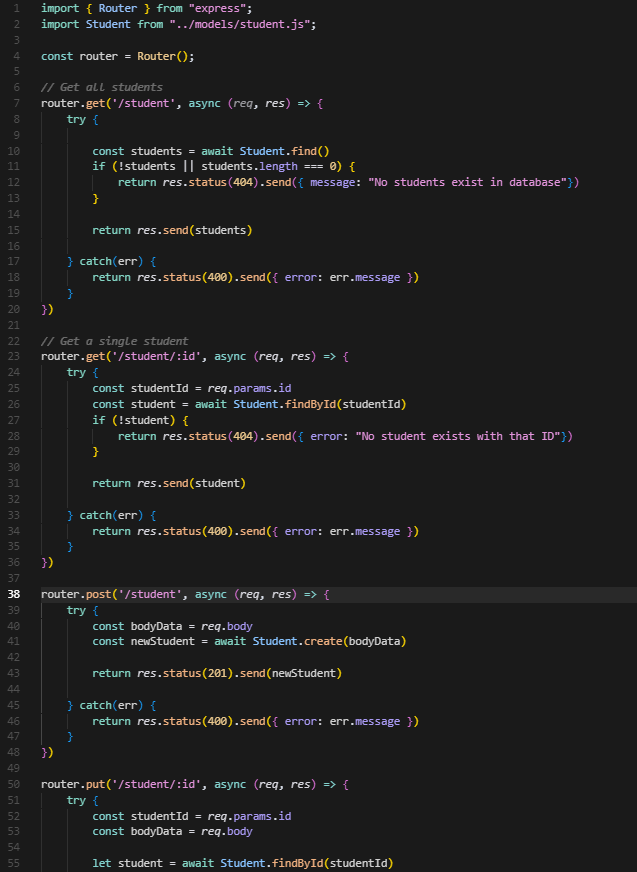 1 import { Router } from "express";
2 import Student from "../models/student.js";
3
4 const router = Router();
5
6 // Get all students
7 router.get('/student', async (req, res) => {
8     try {
9
10         const students = await Student.find()
11         if (!students || students.length === 0) {
12             return res.status(404).send({ message: "No students exist in database"})
13         }
14
15         return res.send(students)
16
17     } catch(err) {
18         return res.status(400).send({ error: err.message })
19     }
20 })
21
22 // Get a single student
23 router.get('/student/:id', async (req, res) => {
24     try {
25         const studentId = req.params.id
26         const student = await Student.findById(studentId)
27         if (!student) {
28             return res.status(404).send({ error: "No student exists with that ID"})
29         }
30
31         return res.send(student)
32
33     } catch(err) {
34         return res.status(400).send({ error: err.message })
35     }
36 })
37
38 router.post('/student', async (req, res) => {
39     try {
40         const bodyData = req.body
41         const newStudent = await Student.create(bodyData)
42
43         return res.status(201).send(newStudent)
44
45     } catch(err) {
46         return res.status(400).send({ error: err.message })
47     }
48 })
49
50 router.put('/student/:id', async (req, res) => {
51     try {
52         const studentId = req.params.id
53         const bodyData = req.body
54
55         let student = await Student.findById(studentId)